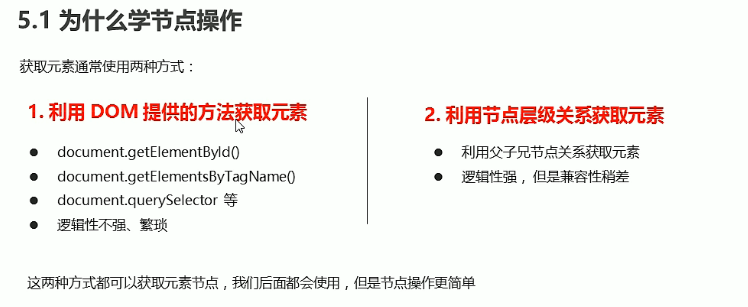 5.1 为什么学节点操作
获取元素通常使用两种方式：
1. 利用 DOM 提供的方法获取元素
● document.getElementById()
● document.getElementsByTagName()
● document.querySelector 等
● 逻辑性不强、繁琐
2. 利用节点层级关系获取元素
● 利用父子兄节点关系获取元素
● 逻辑性强， 但是兼容性稍差
这两种方式都可以获取元素节点，我们后面都会使用，但是节点操作更简单